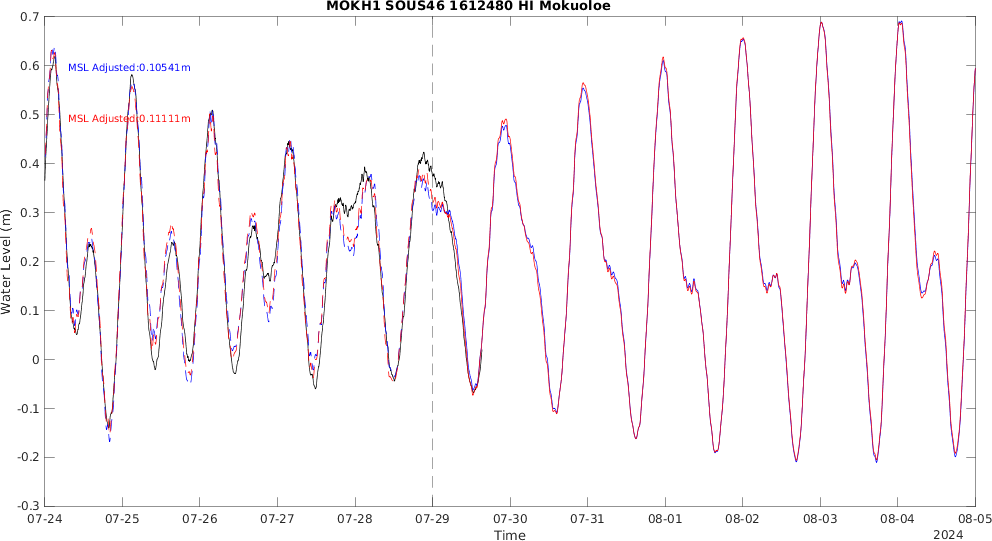 MOKH1 SOUS46 1612480 HI Mokuoloe
0.7
0.6
0.5
0.4
0.3
0.2
0.1
0
-0.1
-0.2
-0.3
Water Level (m)
MSL Adjusted:0.10541m
MSL Adjusted:0.11111m
07-24 07-25 07-26 07-27 07-28 07-29 07-30 07-31 08-01 08-02 08-03 08-04 08-05
Time
2024